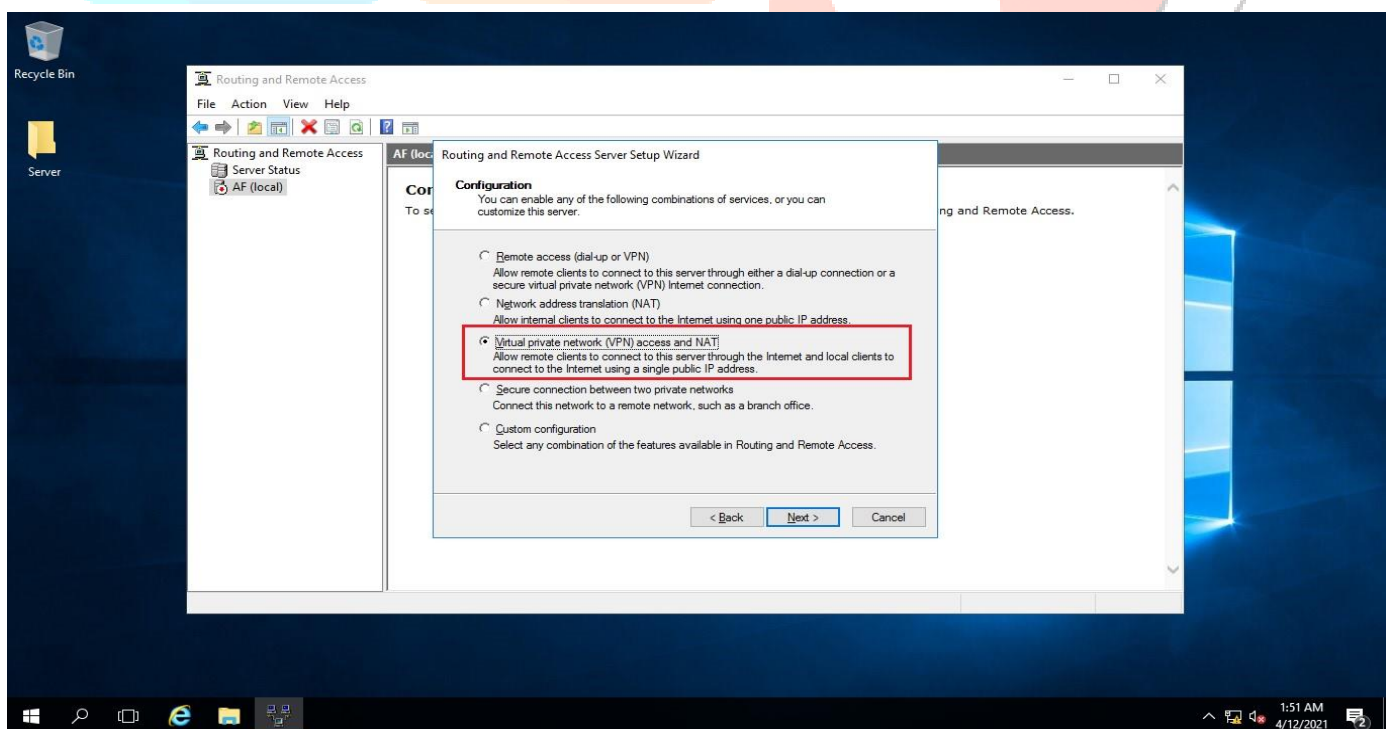 Recycle Bin
Server
Routing and Remote Access
File Action View Help
Routing and Remote Access
Server Status
AF (local)
AF (loc
Cor
To se
ng and Remote Access.
Routing and Remote Access Server Setup Wizard
Configuration
You can enable any of the following combinations of services, or you can
customize this server.
Remote access (dial-up or VPN)
Allow remote clients to connect to this server through either a dial-up connection or a
secure virtual private network (VPN) Internet connection.
Network address translation (NAT)
Allow internal clients to connect to the Internet using one public IP address.
Virtual private network (VPN) access and NAT
Allow remote clients to connect to this server through the Internet and local clients to
connect to the Internet using a single public IP address.
Secure connection between two private networks
Connect this network to a remote network, such as a branch office.
Custom configuration
Select any combination of the features available in Routing and Remote Access.
< Back Next > Cancel
1:51 AM
4/12/2021
2